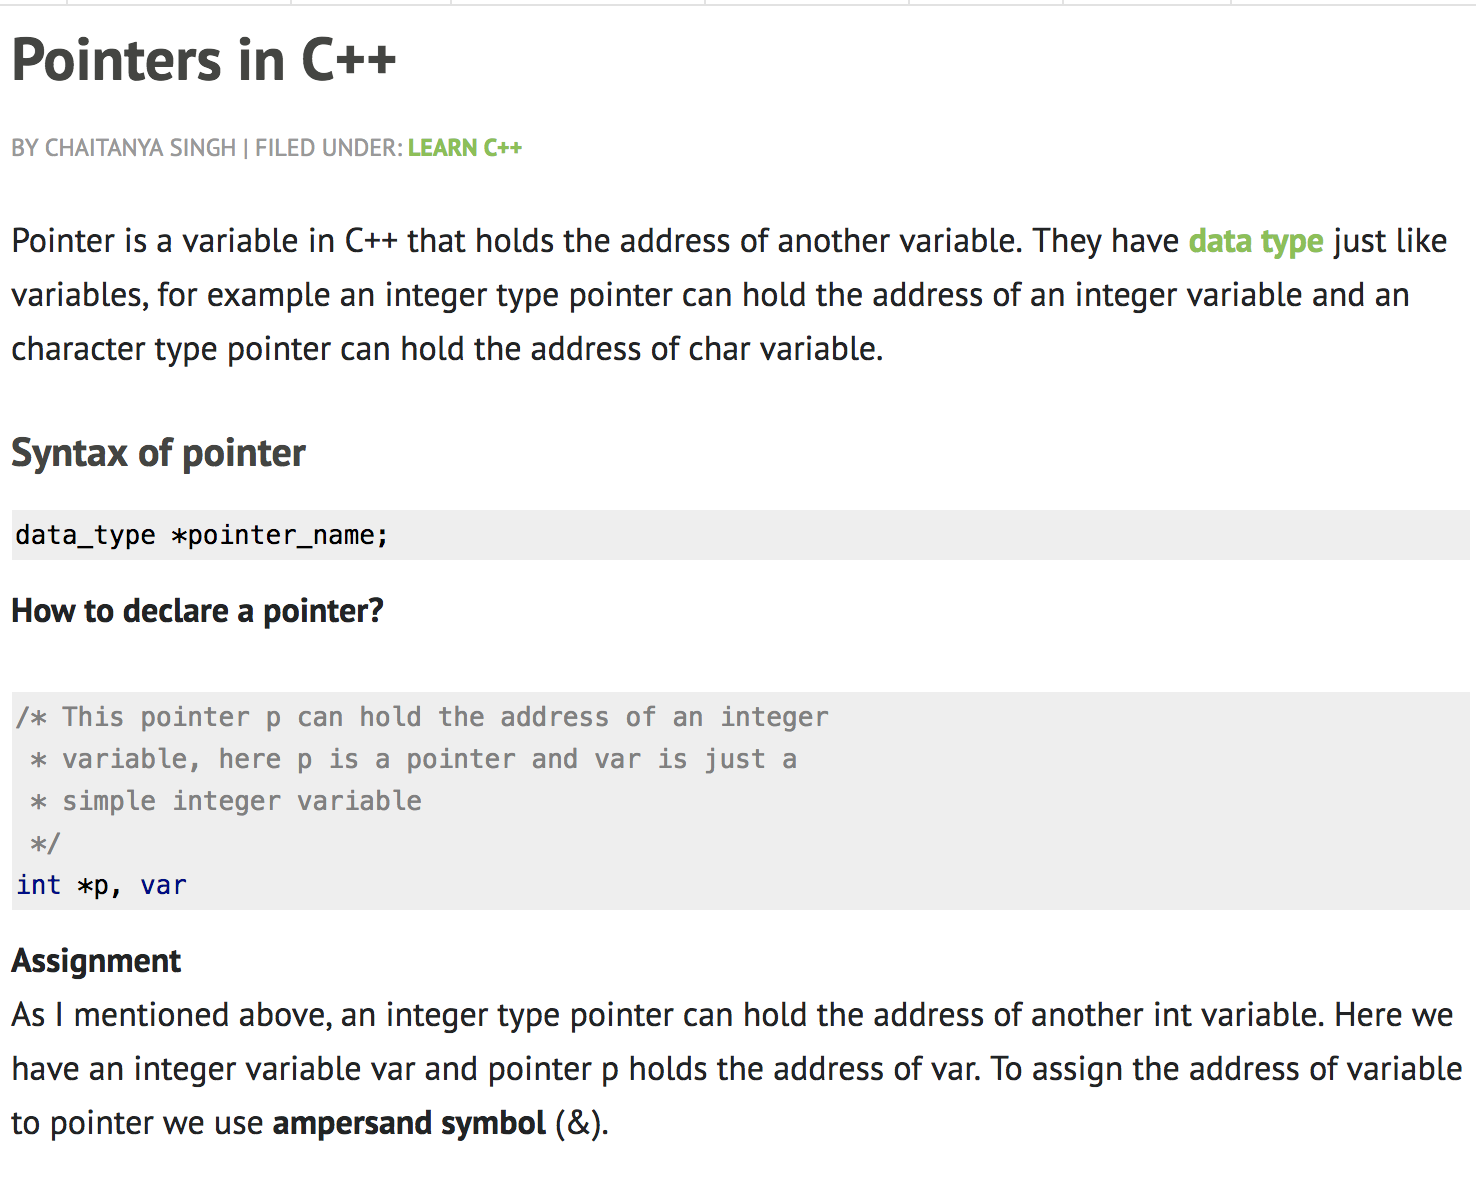 Pointers in C++
BY CHAITANYA SINGH | FILED UNDER: LEARN C++
Pointer is a variable in C++ that holds the address of another variable. They have data type just like
variables, for example an integer type pointer can hold the address of an integer variable and an
character type pointer can hold the address of char variable.
Syntax of pointer
data_type *pointer_name;
How to declare a pointer?
/* This pointer p can hold the address of an integer
 * variable, here p is a pointer and var is just a
 * simple integer variable
 */
int *p, var
Assignment
As I mentioned above, an integer type pointer can hold the address of another int variable. Here we
have an integer variable var and pointer p holds the address of var. To assign the address of variable
to pointer we use ampersand symbol (&).